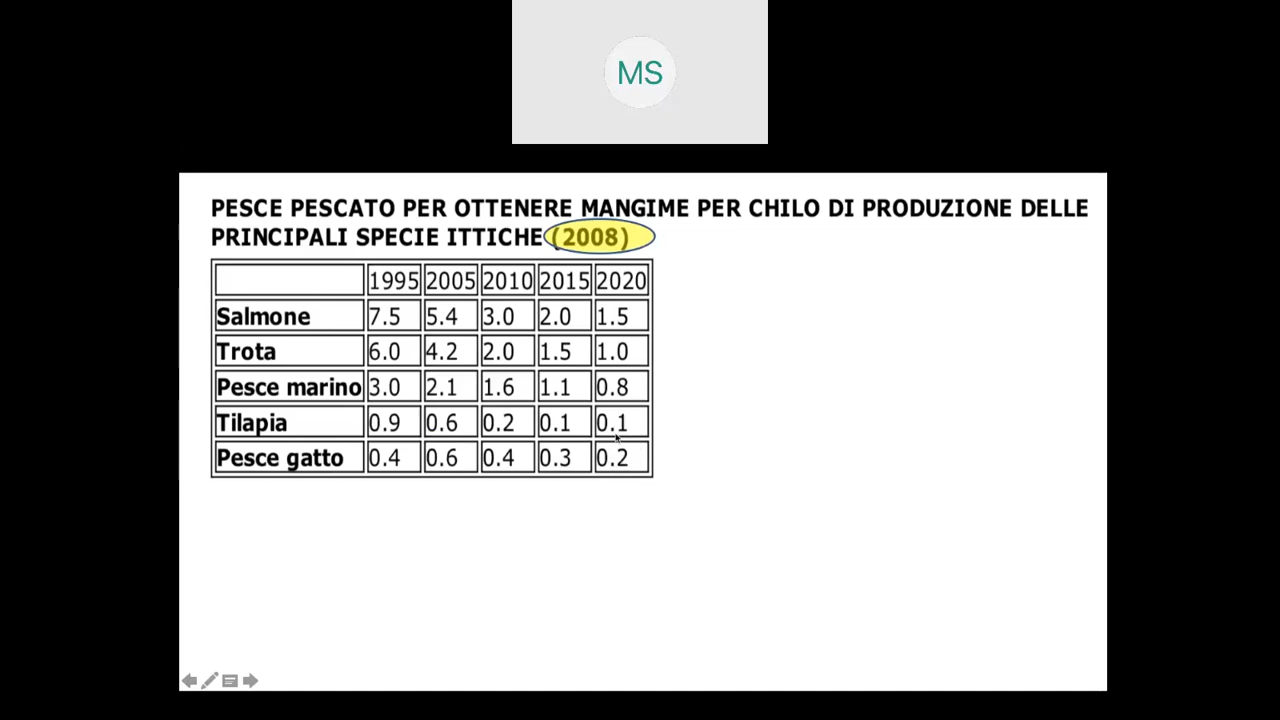 MS
PESCE PESCATO PER OTTENERE MANGIME PER CHILO DI PRODUZIONE DELLE
PRINCIPALI SPECIE ITTICHE (2008)
1995 2005 2010 2015 2020
Salmone 7.5 5.4 3.0 2.0 1.5
Trota 6.0 4.2 2.0 1.5 1.0
Pesce marino 3.0 2.1 1.6 1.1 0.8
Tilapia 0.9 0.6 0.2 0.1 0.1
Pesce gatto 0.4 0.6 0.4 0.3 0.2